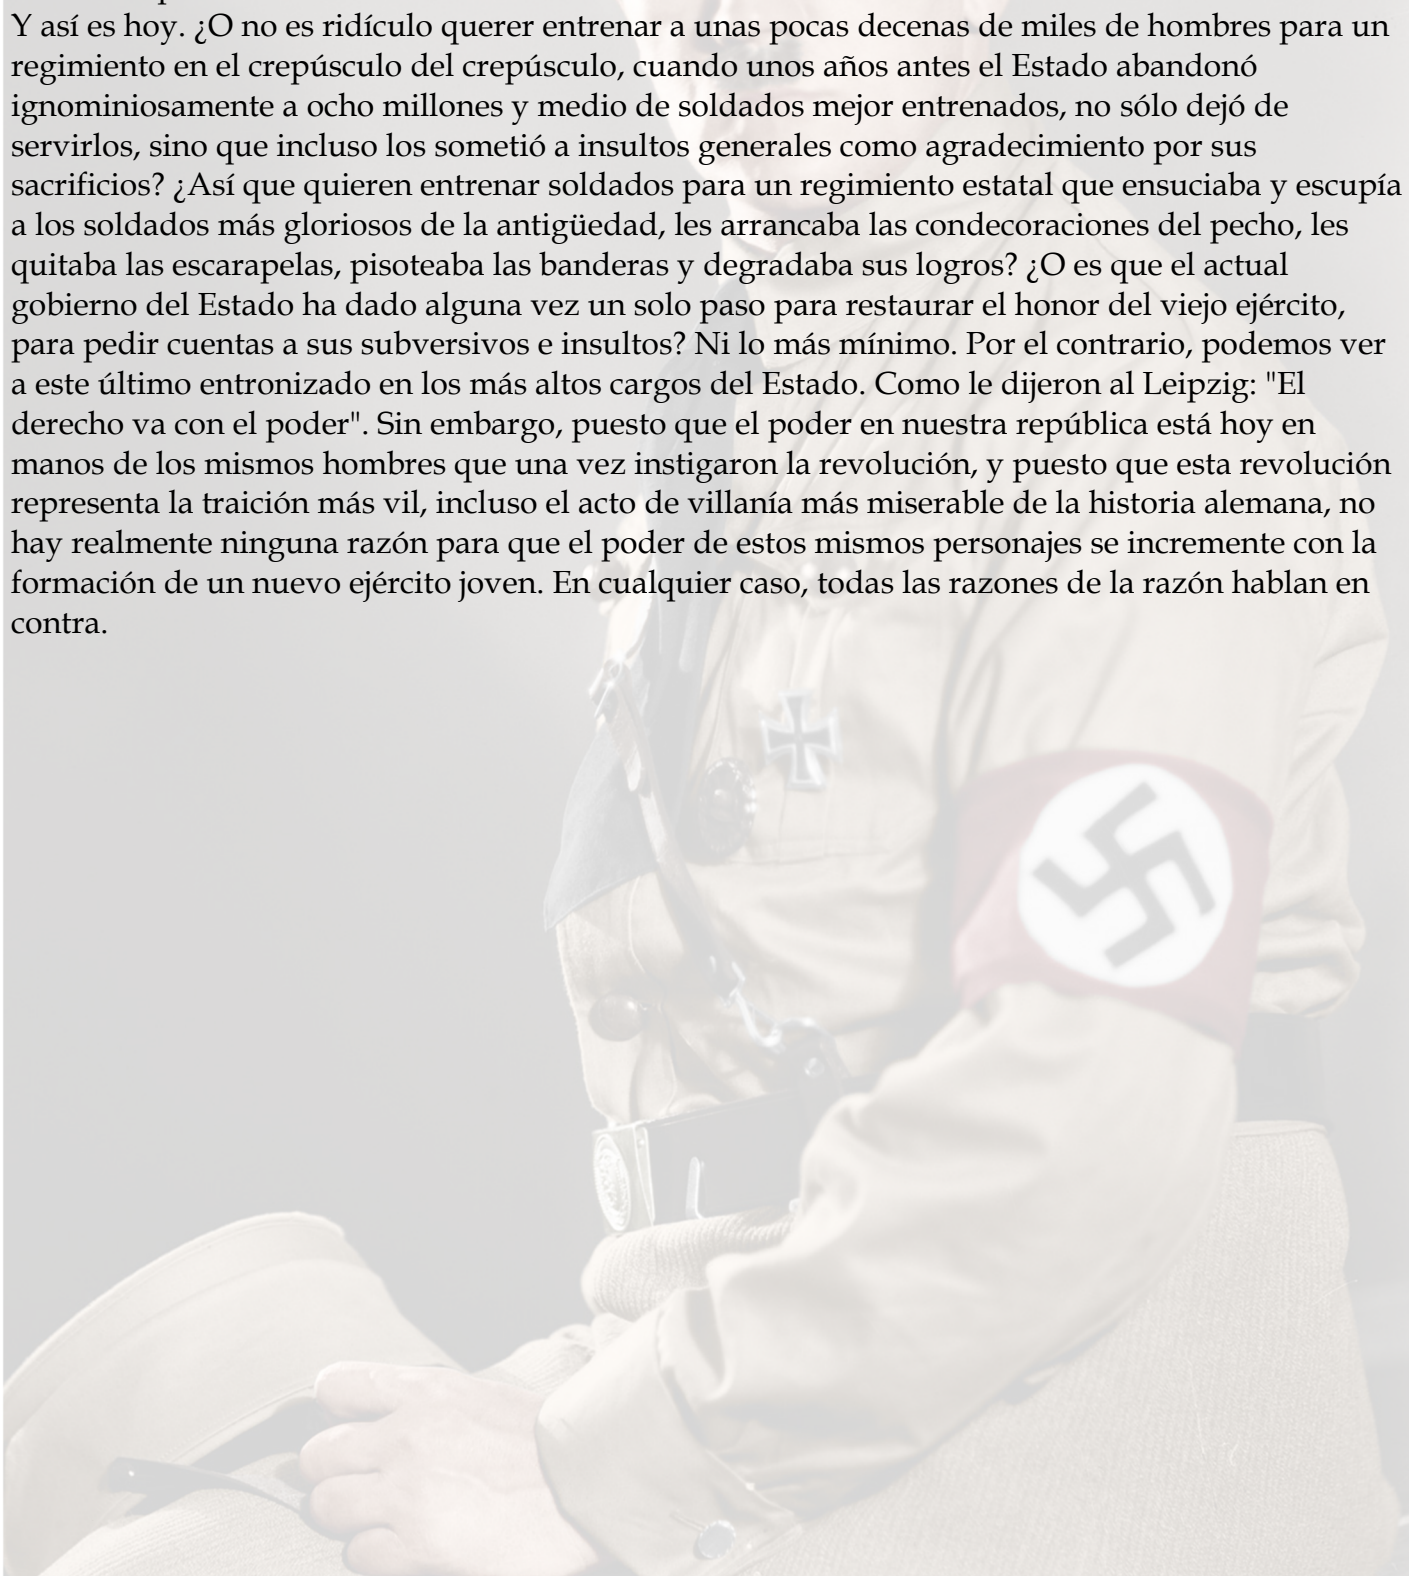 Y así es hoy. ¿O no es ridículo querer entrenar a unas pocas decenas de miles de hombres para un
regimiento en el crepúsculo del crepúsculo, cuando unos años antes el Estado abandonó
ignominiosamente a ocho millones y medio de soldados mejor entrenados, no sólo dejó de
servirlos, sino que incluso los sometió a insultos generales como agradecimiento por sus
sacrificios? ¿Así que quieren entrenar soldados para un regimiento estatal que ensuciaba y escupía
a los soldados más gloriosos de la antigüedad, les arrancaba las condecoraciones del pecho, les
quitaba las escarapelas, pisoteaba las banderas y degradaba sus logros? ¿O es que el actual
gobierno del Estado ha dado alguna vez un solo paso para restaurar el honor del viejo ejército,
para pedir cuentas a sus subversivos e insultos? Ni lo más mínimo. Por el contrario, podemos ver
a este último entronizado en los más altos cargos del Estado. Como le dijeron al Leipzig: "El
derecho va con el poder". Sin embargo, puesto que el poder en nuestra república está hoy en
manos de los mismos hombres que una vez instigaron la revolución, y puesto que esta revolución
representa la traición más vil, incluso el acto de villanía más miserable de la historia alemana, no
hay realmente ninguna razón para que el poder de estos mismos personajes se incremente con la
formación de un nuevo ejército joven. En cualquier caso, todas las razones de la razón hablan en
contra.